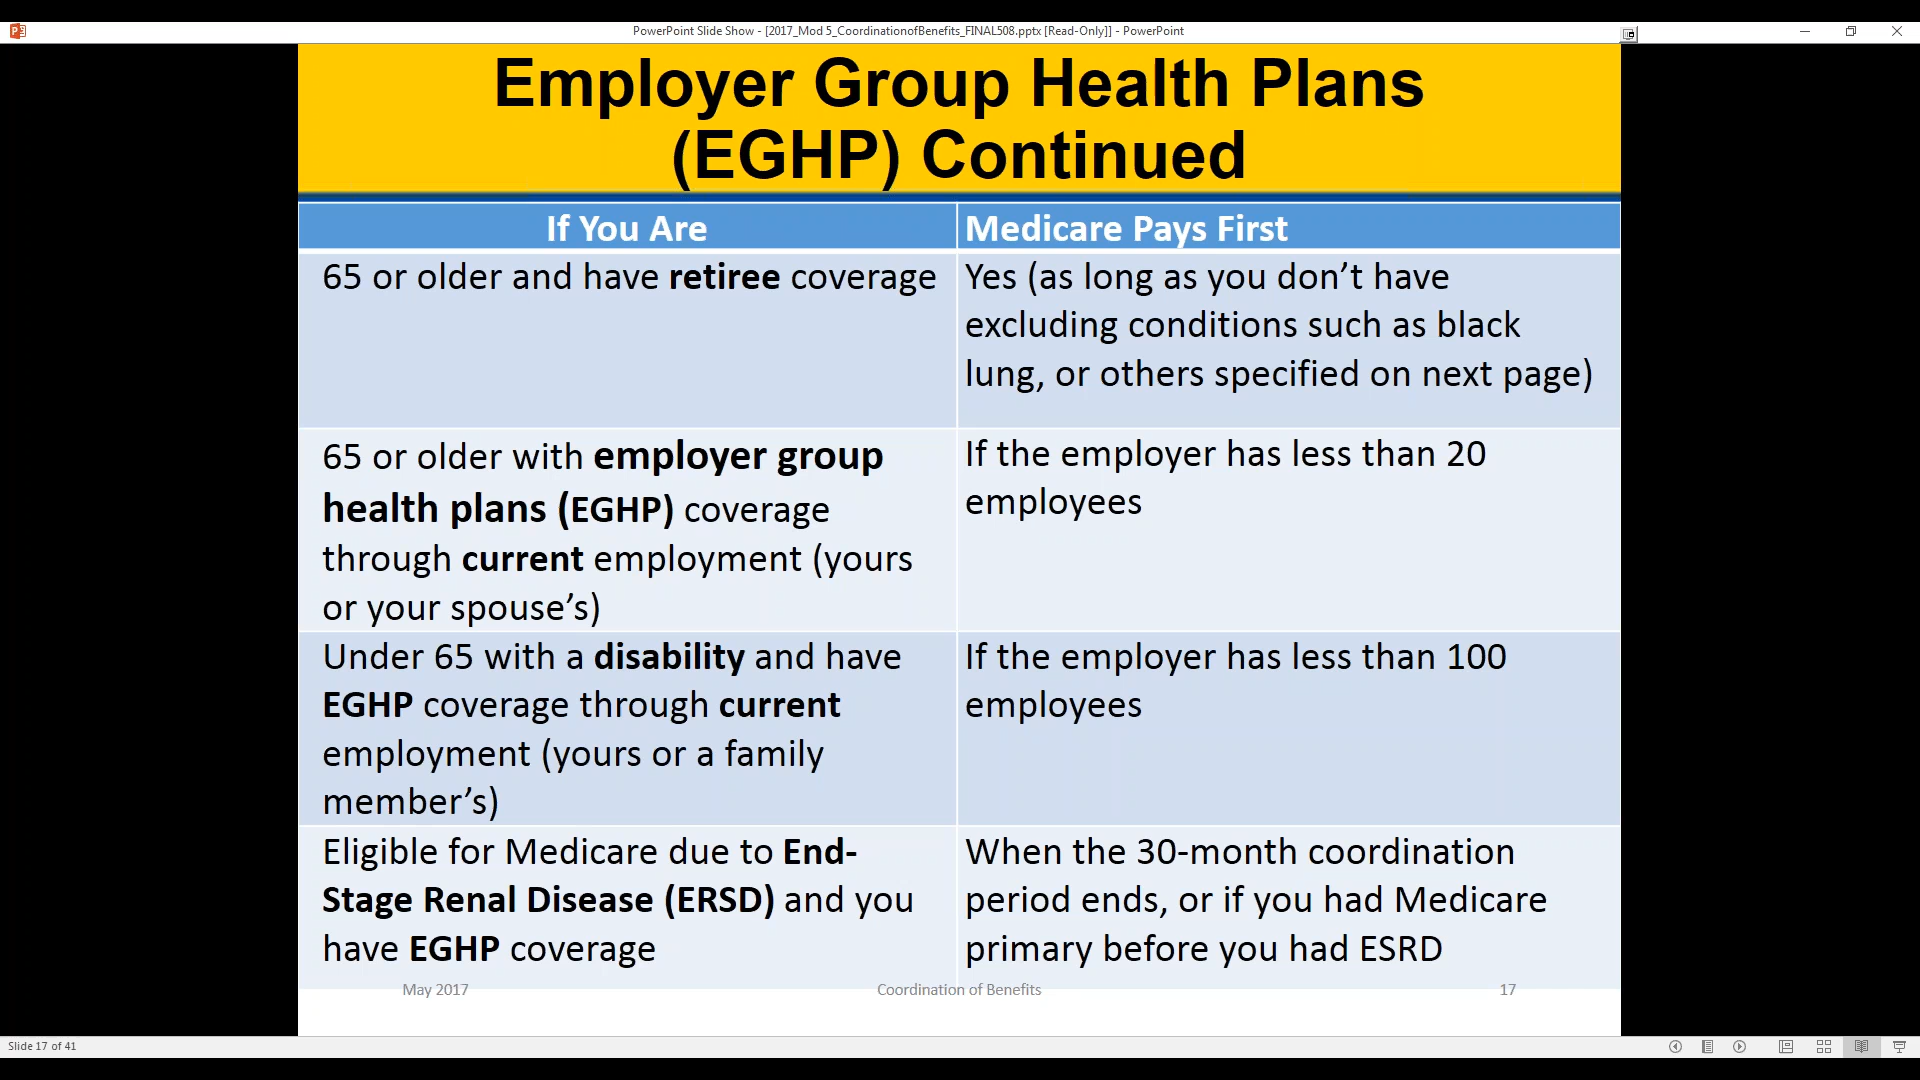 PowerPoint Slide Show - [2017_Mod 5_CoordinationofBenefits_FINAL508.pptx [Read-Only]] - PowerPoint
Employer Group Health Plans
(EGHP) Continued
If You Are
Medicare Pays First
65 or older and have retiree coverage
Yes (as long as you don’t have
excluding conditions such as black
lung, or others specified on next page)
65 or older with employer group
health plans (EGHP) coverage
through current employment (yours
or your spouse’s)
If the employer has less than 20
employees
Under 65 with a disability and have
EGHP coverage through current
employment (yours or a family
member’s)
If the employer has less than 100
employees
Eligible for Medicare due to End-
Stage Renal Disease (ERSD) and you
have EGHP coverage
When the 30-month coordination
period ends, or if you had Medicare
primary before you had ESRD
May 2017
Coordination of Benefits
17
Slide 17 of 41